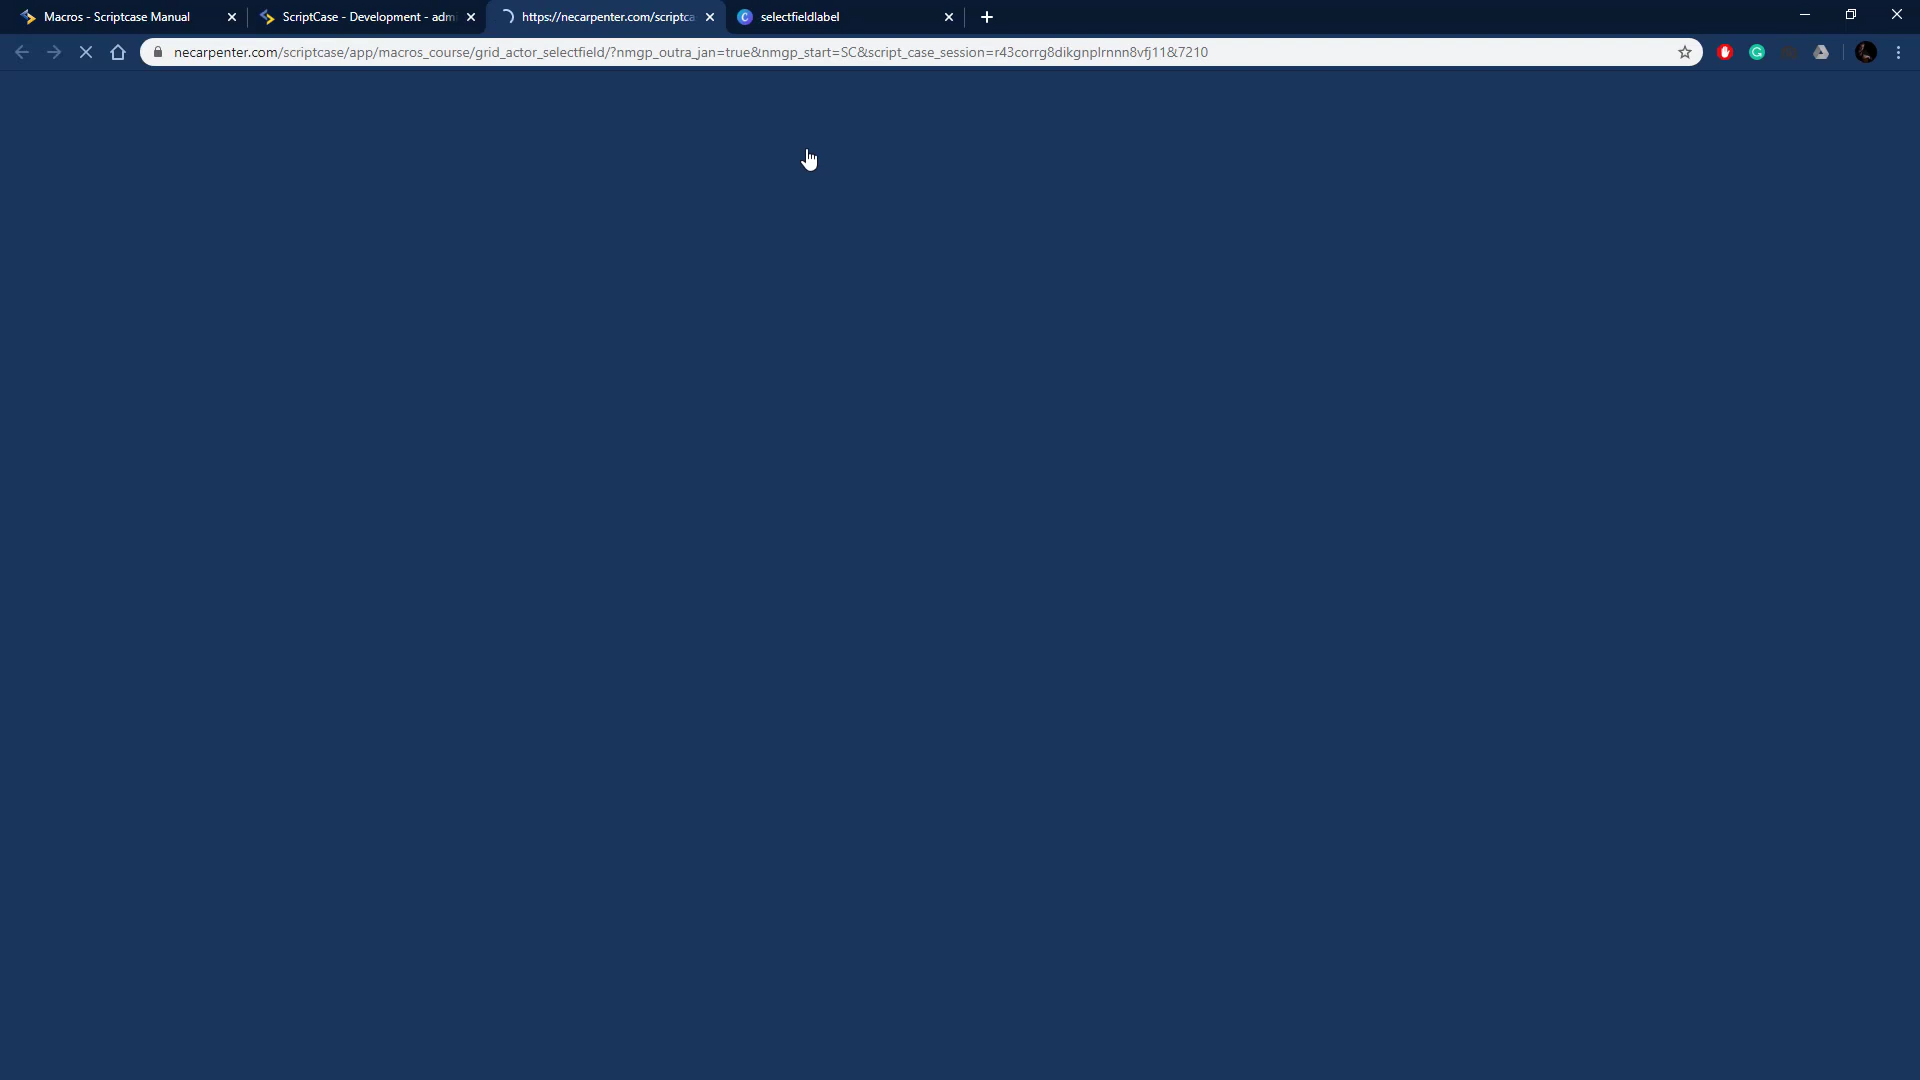 Macros - Scriptcase Manual
ScriptCase - Development - adm
https://necarpenter.com/scriptca
selectfieldlabel
necarpenter.com/scriptcase/app/macros_course/grid_actor_selectfield/?nmgp_outra_jan=true&nmgp_start=SC&script_case_session=r43corrg8dikgnplrnnn8vfj11&7210